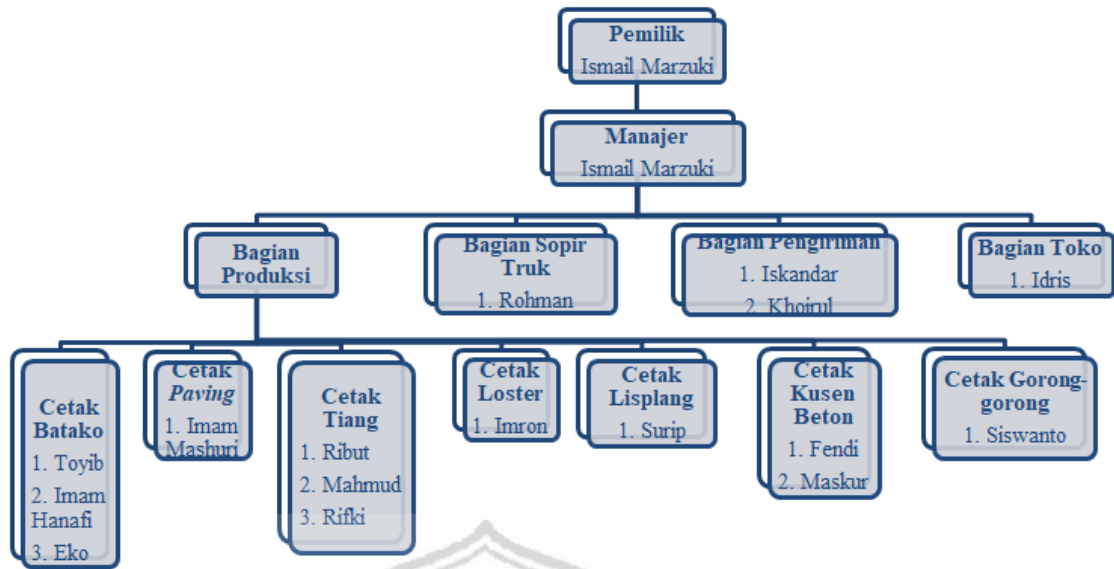 Pemilik
Ismail Marzuki
Manajer
Ismail Marzuki
Bagian
Produksi
Bagian Sopir
Truk
1. Rohman
Bagian Pengiriman
1. Iskandar
2. Khoirul
Bagian Toko
1. Idris
Cetak
Batako
1. Toyib
2. Imam
Hanafi
3. Eko
Cetak
Paving
1. Imam
Mashuri
Cetak
Tiang
1. Ribut
2. Mahmud
3. Rifki
Cetak
Loster
1. Imron
Cetak
Lisplang
1. Surip
Cetak
Kusen
Beton
1. Fendi
2. Maskur
Cetak Gorong-
gorong
1. Siswanto